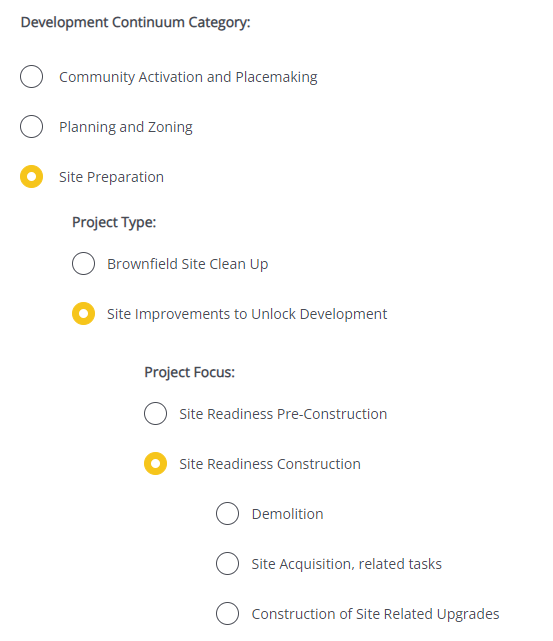 Development Continuum Category:
Community Activation and Placemaking
Planning and Zoning
Site Preparation
Project Type:
Brownfield Site Clean Up
Site Improvements to Unlock Development
Project Focus:
Site Readiness Pre-Construction
Site Readiness Construction
Demolition
Site Acquisition, related tasks
Construction of Site Related Upgrades